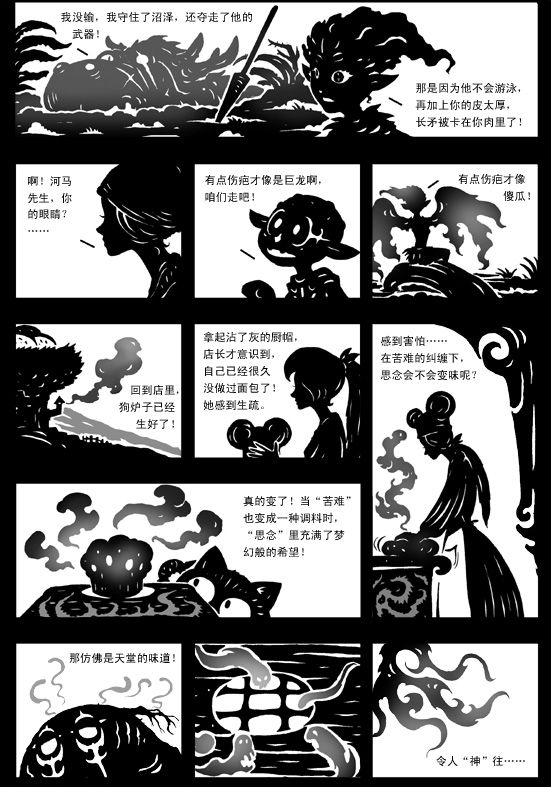 我没输，我守住了沼泽，还夺走了他的
武器！
那是因为他不会游泳，
再加上你的皮太厚，
长矛被卡在你肉里了！
啊！河马
先生，你
的眼睛？
……
有点伤疤才像是巨龙啊，
咱们走吧！
有点伤疤才像
傻瓜！
回到店里，
狗炉子已经
生好了！
拿起沾了灰的厨帽，
店长才意识到，
自己已经很久
没做过面包了！
她感到生疏。
感到害怕……
在苦难的纠缠下，
思念会不会变味呢？
真的变了！当“苦难”
也变成一种调料时，
“思念”里充满了梦
幻般的希望！
那仿佛是天堂的味道！
令人“神”往……